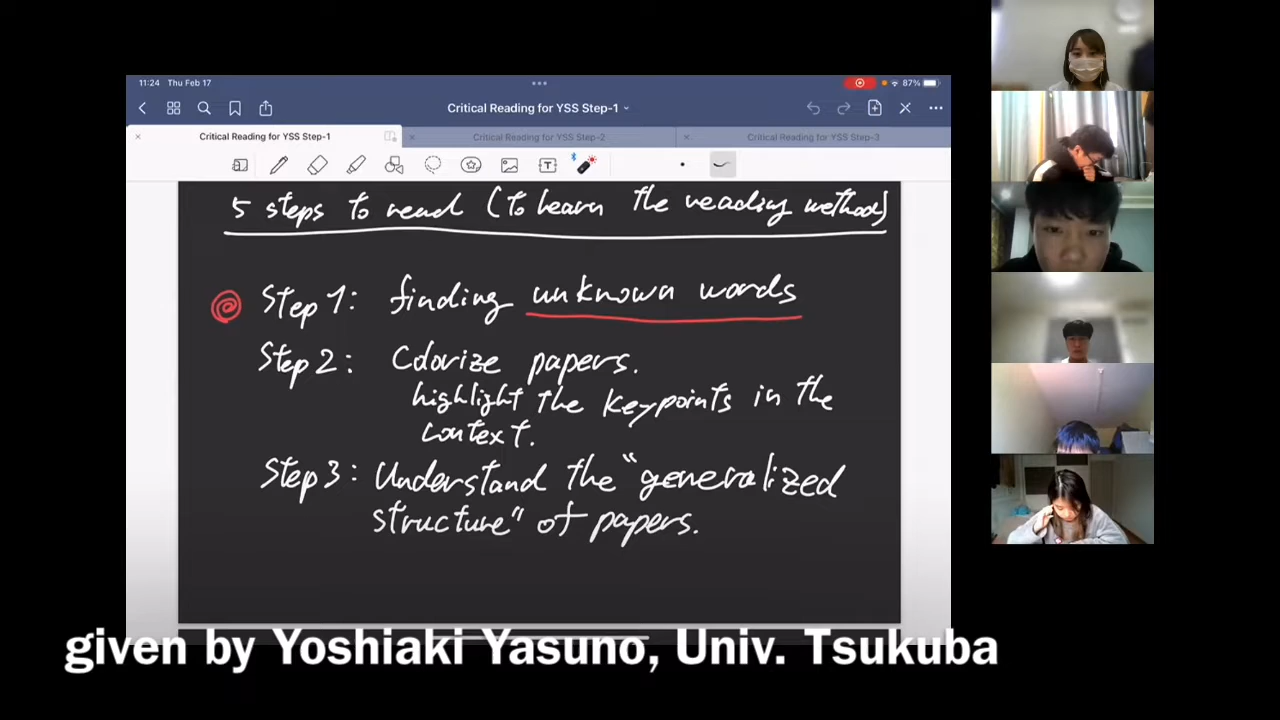 11:24 Thu Feb 17
87%
Critical Reading for YSS Step-1
Critical Reading for YSS Step-1
Critical Reading for YSS Step-2
Critical Reading for YSS Step-3
5 steps to read (to learn the reading method)
Step 1: finding unknown words
Step 2: Colorize papers.
highlight the keypoints in the
context.
Step 3: Understand the "generalized
structure" of papers.
given by Yoshiaki Yasuno, Univ. Tsukuba